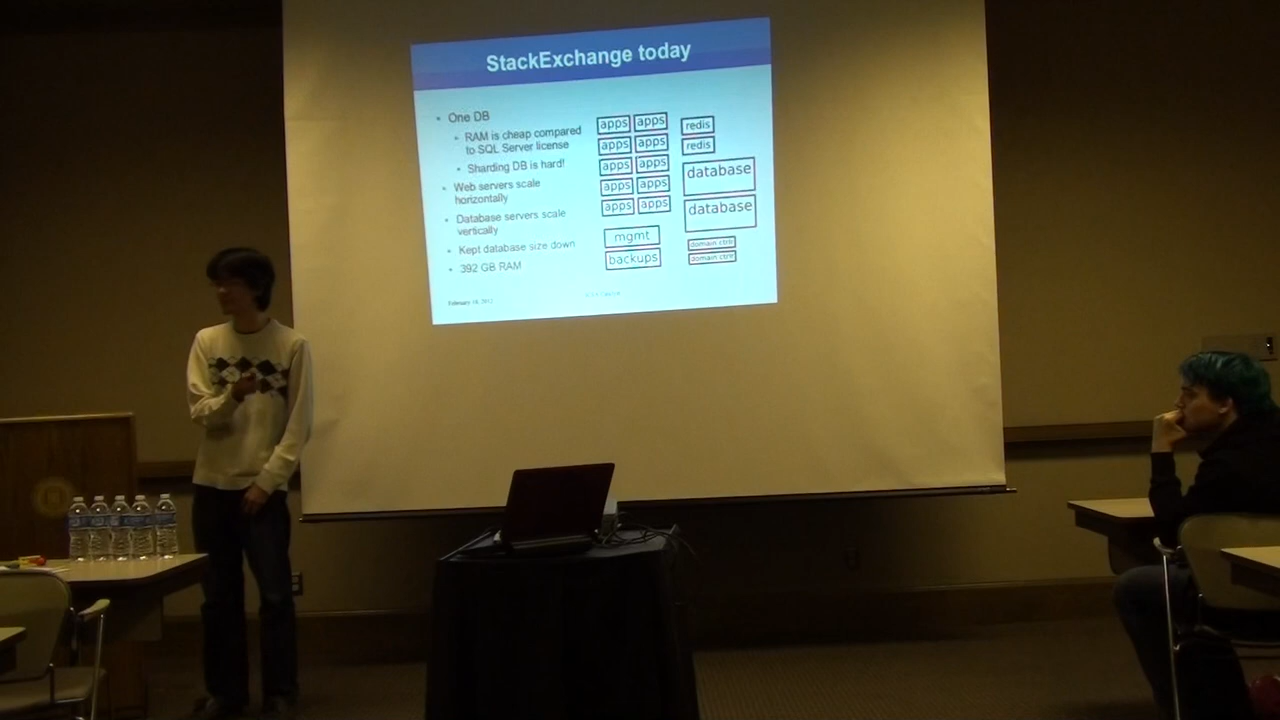 StackExchange today
One DB
RAM is cheap compared
to SQL Server license
Sharding DB is hard!
Web servers scale
horizontally
Database servers scale
vertically
Kept database size down
392 GB RAM
apps apps
apps apps
apps apps
apps apps
apps apps
mgmt
backups
redis
redis
database
database
domain ctrlr
domain ctrlr